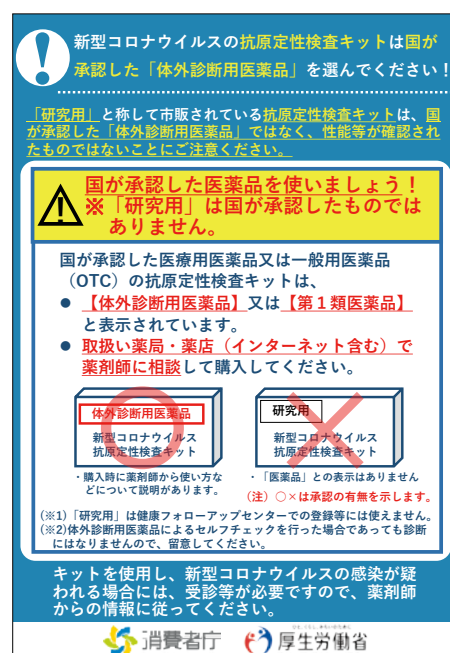 新型コロナウイルスの抗原定性検査キットは国が
承認した「体外診断用医薬品」を選んでください！
「研究用」と称して市販されている抗原定性検査キットは、国
が承認した「体外診断用医薬品」ではなく、性能等が確認され
たものではないことにご注意ください。
国が承認した医薬品を使いましょう！
※「研究用」は国が承認したものでは
ありません。
国が承認した医療用医薬品又は一般用医薬品
（OTC）の抗原定性検査キットは、
● 【体外診断用医薬品】又は【第１類医薬品】
と表示されています。
● 取扱い薬局・薬店（インターネット含む）で
薬剤師に相談して購入してください。
体外診断用医薬品
新型コロナウイルス
抗原定性検査キット
・購入時に薬剤師から使い方な
どについて説明があります。
研究用
新型コロナウイルス
抗原定性検査キット
・「医薬品」との表示はありません
（注）○×は承認の有無を示します。
(※1)「研究用」は健康フォローアップセンターでの登録等には使えません。
(※2)体外診断用医薬品によるセルフチェックを行った場合であっても診断
にはなりませんので、留意してください。
キットを使用し、新型コロナウイルスの感染が疑
われる場合には、受診等が必要ですので、薬剤師
からの情報に従ってください。
消費者庁
ひと、くらし、みらいのために
厚生労働省